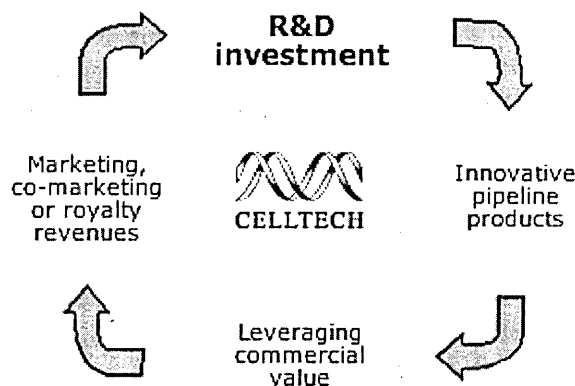 R&D
investment
Marketing,
co-marketing
or royalty
revenues
CELLTECH
Innovative
pipeline
products
Leveraging
commercial
value